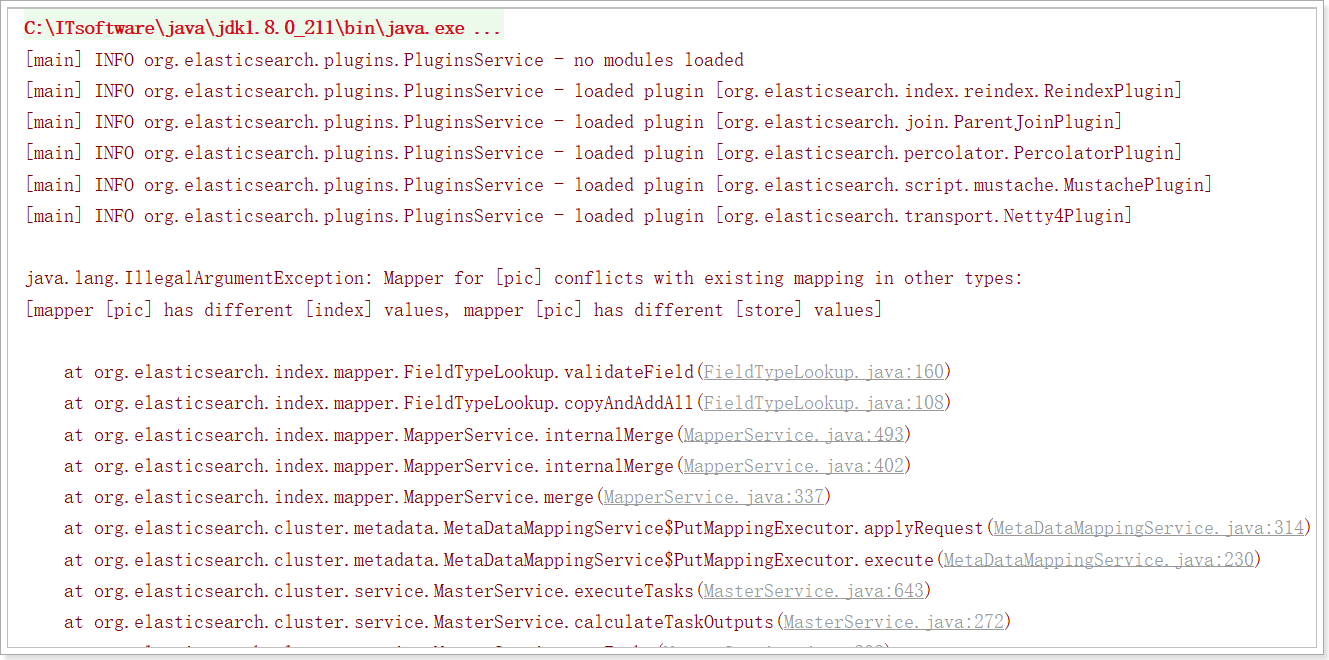 C:\ITsoftware\java\jdk1.8.0_211\bin\java.exe ...
[main] INFO org.elasticsearch.plugins.PluginsService - no modules loaded
[main] INFO org.elasticsearch.plugins.PluginsService - loaded plugin [org.elasticsearch.index.reindex.ReindexPlugin]
[main] INFO org.elasticsearch.plugins.PluginsService - loaded plugin [org.elasticsearch.join.ParentJoinPlugin]
[main] INFO org.elasticsearch.plugins.PluginsService - loaded plugin [org.elasticsearch.percolator.PercolatorPlugin]
[main] INFO org.elasticsearch.plugins.PluginsService - loaded plugin [org.elasticsearch.script.mustache.MustachePlugin]
[main] INFO org.elasticsearch.plugins.PluginsService - loaded plugin [org.elasticsearch.transport.Netty4Plugin]
java.lang.IllegalArgumentException: Mapper for [pic] conflicts with existing mapping in other types:
[mapper [pic] has different [index] values, mapper [pic] has different [store] values]
at org.elasticsearch.index.mapper.FieldTypeLookup.validateField(FieldTypeLookup.java:160)
at org.elasticsearch.index.mapper.FieldTypeLookup.copyAndAddAll(FieldTypeLookup.java:108)
at org.elasticsearch.index.mapper.MapperService.internalMerge(MapperService.java:493)
at org.elasticsearch.index.mapper.MapperService.internalMerge(MapperService.java:402)
at org.elasticsearch.index.mapper.MapperService.merge(MapperService.java:337)
at org.elasticsearch.cluster.metadata.MetaDataMappingService$PutMappingExecutor.applyRequest(MetaDataMappingService.java:314)
at org.elasticsearch.cluster.metadata.MetaDataMappingService$PutMappingExecutor.execute(MetaDataMappingService.java:230)
at org.elasticsearch.cluster.service.MasterService.executeTasks(MasterService.java:643)
at org.elasticsearch.cluster.service.MasterService.calculateTaskOutputs(MasterService.java:272)